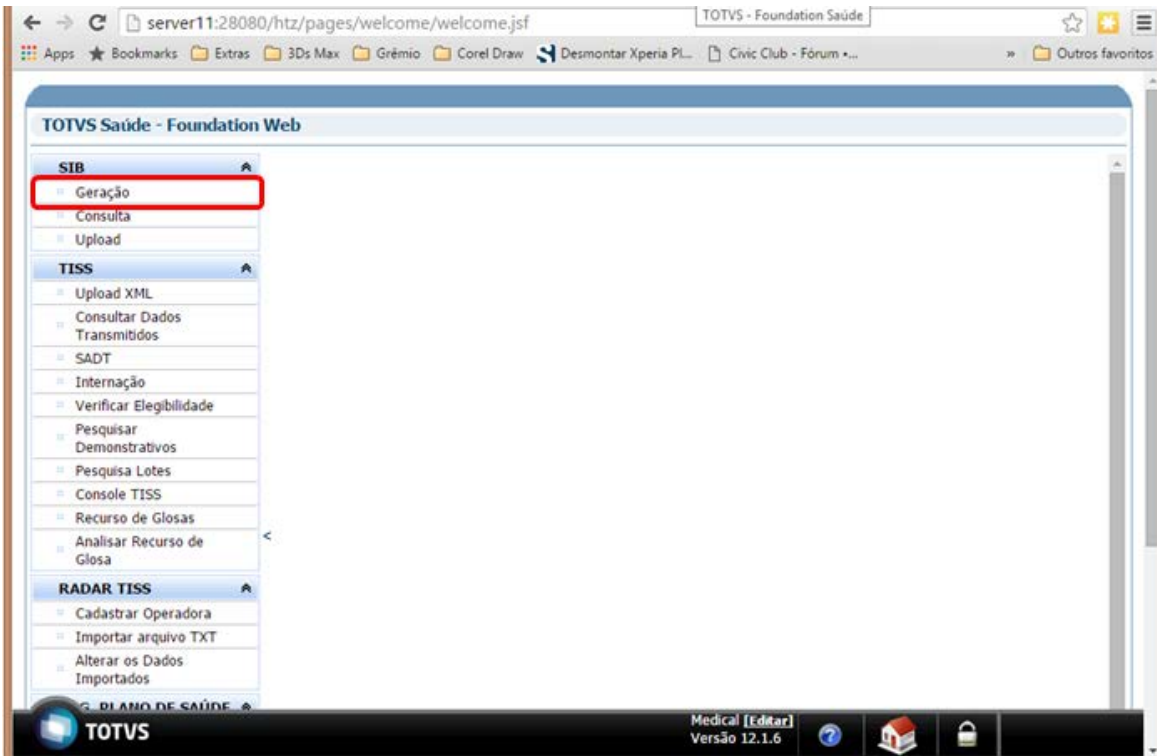 server11:28080/htz/pages/welcome/welcome.jsf
TOTVS - Foundation Saúde
Apps Bookmarks Extras 3Ds Max Grêmio Corel Draw Desmontar Xperia Pl... Civic Club - Fórum •... » Outros favoritos
TOTVS Saúde - Foundation Web
SIB
Geração
Consulta
Upload
TISS
Upload XML
Consultar Dados
Transmitidos
SADT
Internação
Verificar Elegibilidade
Pesquisar
Demonstrativos
Pesquisa Lotes
Console TISS
Recurso de Glosas
Analisar Recurso de
Glosa
<
RADAR TISS
Cadastrar Operadora
Importar arquivo TXT
Alterar os Dados
Importados
PLANO DE SAÚDE
TOTVS
Medical [Editar]
Versão 12.1.6